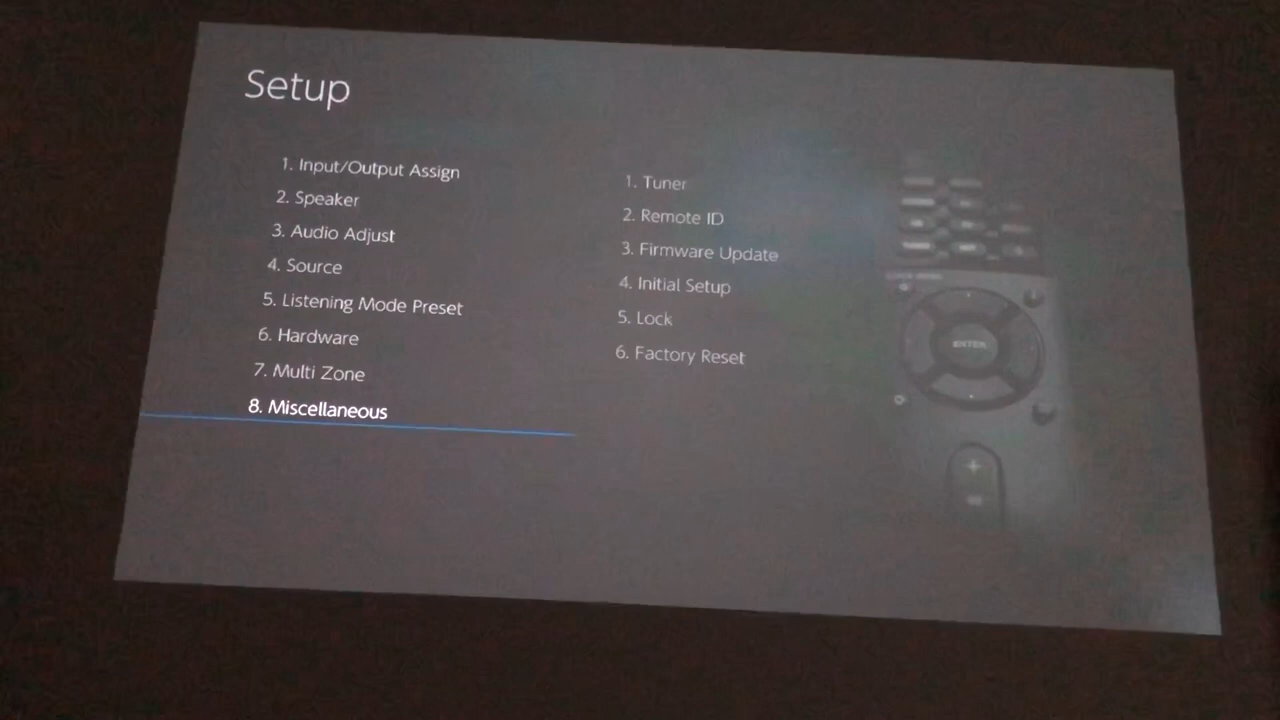 Setup
1. Input/Output Assign
2. Speaker
3. Audio Adjust
4. Source
5. Listening Mode Preset
6. Hardware
7. Multi Zone
8. Miscellaneous
1. Tuner
2. Remote ID
3. Firmware Update
4. Initial Setup
5. Lock
6. Factory Reset
ENTER